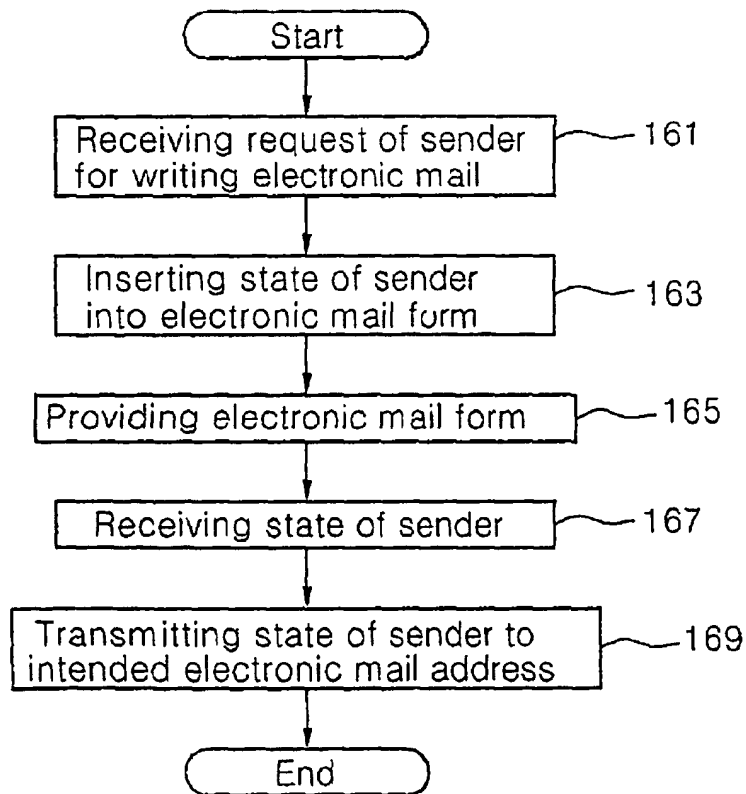 Start
Receiving request of sender
for writing electronic mail
161
Inserting state of sender
into electronic mail form
163
Providing electronic mail form
165
Receiving state of sender
167
Transmitting state of sender to
intended electronic mail address
169
End